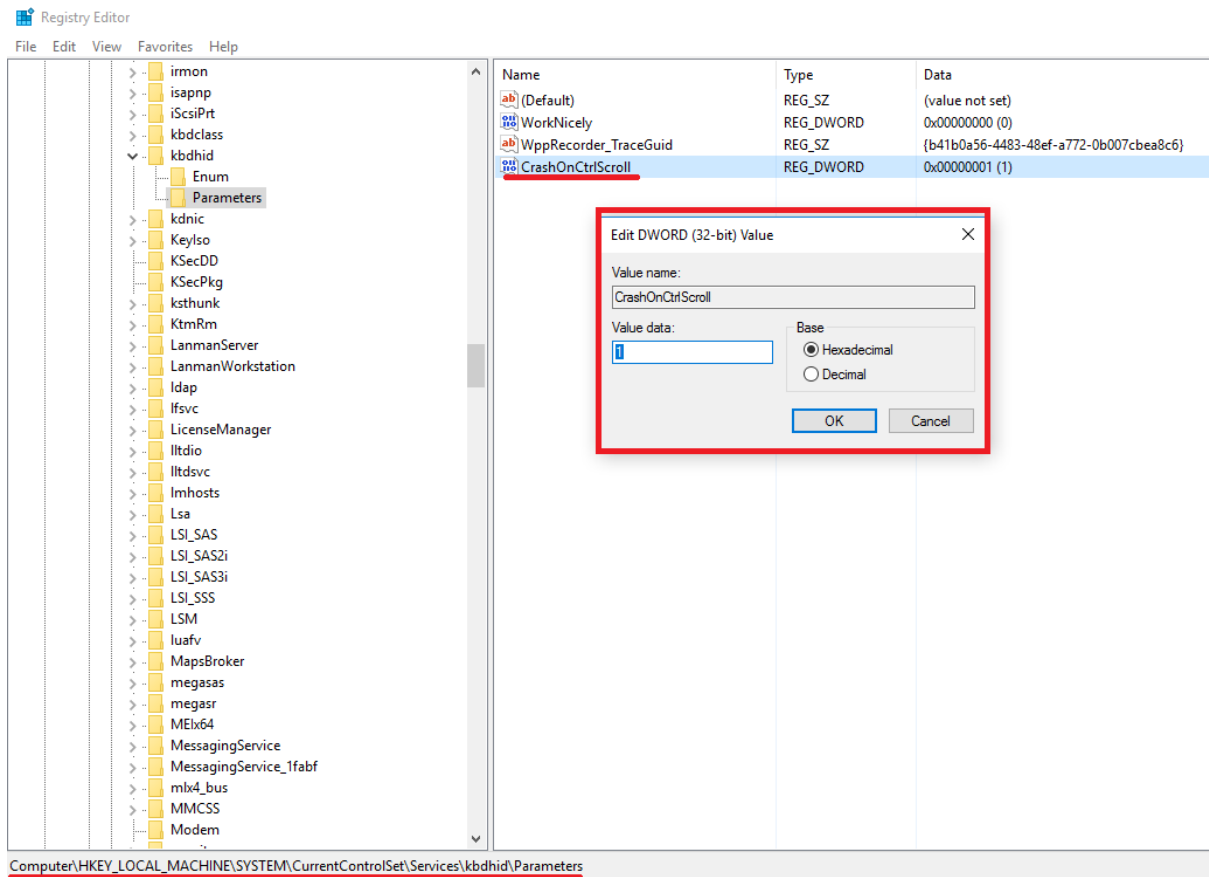 Registry Editor
File Edit View Favorites Help
irmon
isapnp
iScsiPrt
kbdclass
kbdhid
Enum
Parameters
kdnic
KeyIso
KSecDD
KSecPkg
ksthunk
KtmRm
LanmanServer
LanmanWorkstation
ldap
lfsvc
LicenseManager
lltdio
lltdsvc
lmhosts
Lsa
LSI_SAS
LSI_SAS2i
LSI_SAS3i
LSI_SSS
LSM
luafv
MapsBroker
megasas
megasr
MEIx64
MessagingService
MessagingService_1fabf
mlx4_bus
MMCSS
Modem
Name Type Data
(Default) REG_SZ (value not set)
WorkNicely REG_DWORD 0x00000000 (0)
WppRecorder_TraceGuid REG_SZ {b41b0a56-4483-48ef-a772-0b007cbea8c6}
CrashOnCtrlScroll REG_DWORD 0x00000001 (1)
Edit DWORD (32-bit) Value
Value name:
CrashOnCtrlScroll
Value data:
1
Base
Hexadecimal
Decimal
OK Cancel
Computer\HKEY_LOCAL_MACHINE\SYSTEM\CurrentControlSet\Services\kbdhid\Parameters